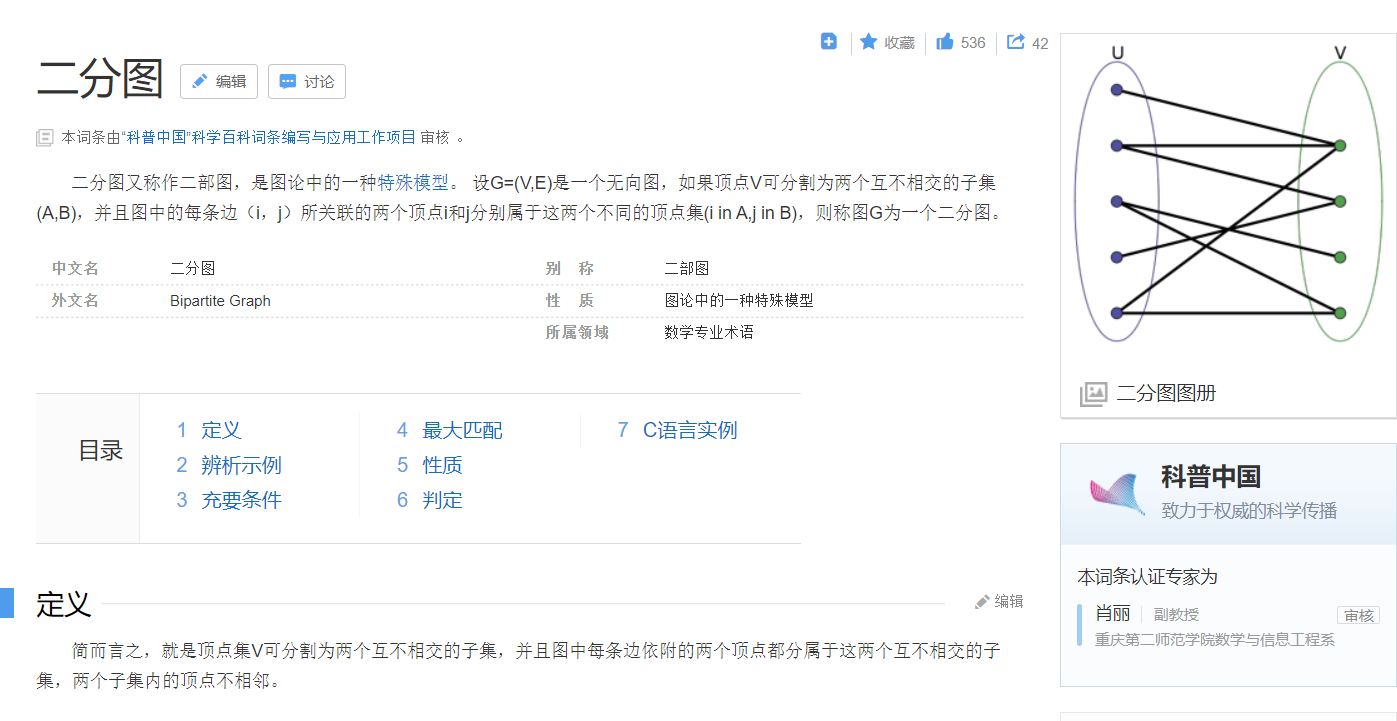 收藏 536 42
二分图 编辑 讨论
本词条由“科普中国”科学百科词条编写与应用工作项目 审核 。
二分图又称作二部图，是图论中的一种特殊模型。 设G=(V,E)是一个无向图，如果顶点V可分割为两个互不相交的子集
(A,B)，并且图中的每条边（i，j）所关联的两个顶点i和j分别属于这两个不同的顶点集(i in A,j in B)，则称图G为一个二分图。
中文名 二分图 别 称 二部图
外文名 Bipartite Graph 性 质 图论中的一种特殊模型
所属领域 数学专业术语
目录
1 定义
2 辨析示例
3 充要条件
4 最大匹配
5 性质
6 判定
7 C语言实例
定义 编辑
简而言之，就是顶点集V可分割为两个互不相交的子集，并且图中每条边依附的两个顶点都分属于这两个互不相交的子
集，两个子集内的顶点不相邻。
U V
二分图图册
科普中国
致力于权威的科学传播
本词条认证专家为
肖丽 副教授 审核
重庆第二师范学院数学与信息工程系